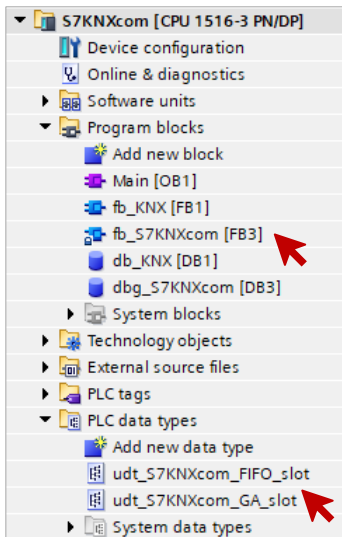 S7KNXcom [CPU 1516-3 PN/DP]
Device configuration
Online & diagnostics
Software units
Program blocks
Add new block
Main [OB1]
fb_KNX [FB1]
fb_S7KNXcom [FB3]
db_KNX [DB1]
dbg_S7KNXcom [DB3]
System blocks
Technology objects
External source files
PLC tags
PLC data types
Add new data type
udt_S7KNXcom_FIFO_slot
udt_S7KNXcom_GA_slot
System data types